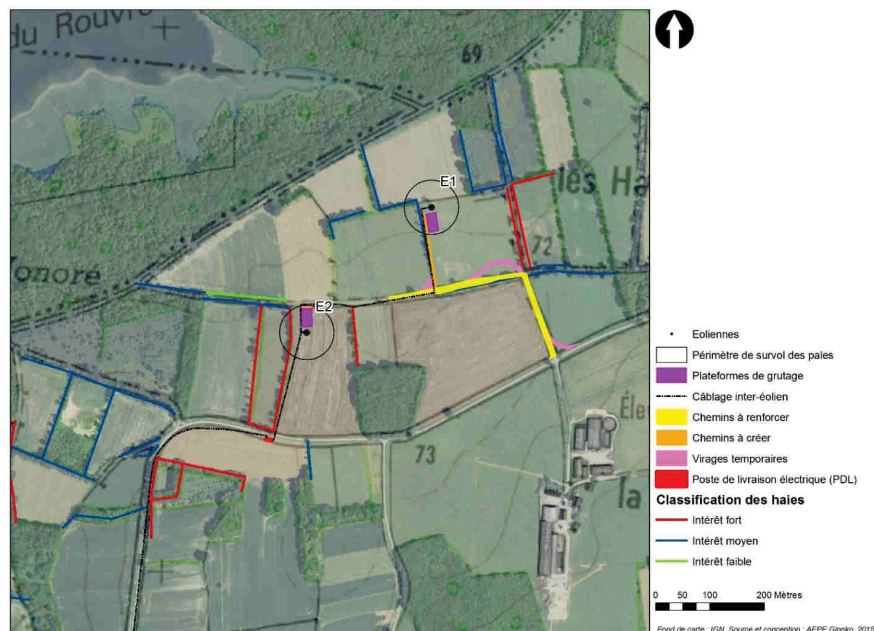 du Rouvre
69
E1
les Ha
72
Honoré
E2
Éle
73
la
Eoliennes
Périmètre de survol des pales
Plateformes de grutage
Câblage inter-éolien
Chemins à renforcer
Chemins à créer
Virages temporaires
Poste de livraison électrique (PDL)
Classification des haies
Intérêt fort
Intérêt moyen
Intérêt faible
0 50 100 200 Mètres
Fond de carte : IGN, Source et conception : AEPE Gingko, 2015